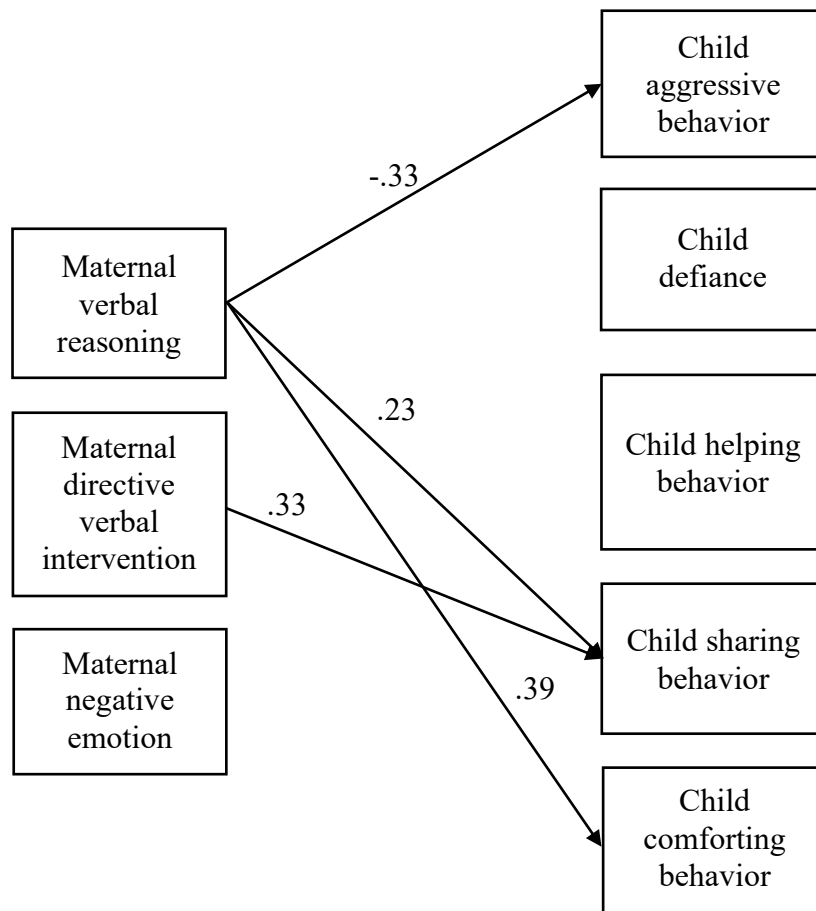 Child
aggressive
behavior
-.33
Child
defiance
Maternal
verbal
reasoning
.23
Child helping
behavior
Maternal
directive
verbal
intervention
.33
Child sharing
behavior
Maternal
negative
emotion
.39
Child
comforting
behavior